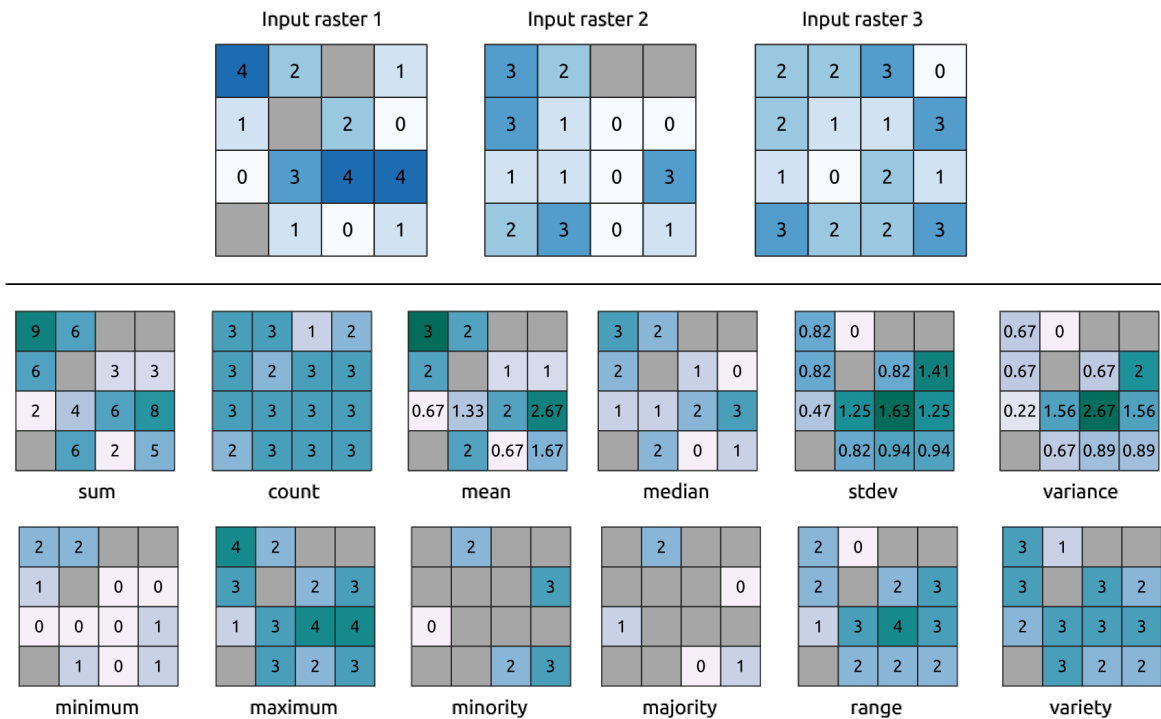 Input raster 1 Input raster 2 Input raster 3
4 2 1 3 2 2 2 3 0
1 2 0 3 1 0 0 2 1 1 3
0 3 4 4 1 1 0 3 1 0 2 1
1 0 1 2 3 0 1 3 2 2 3
9 6 3 3 1 2 3 2 3 2 0.82 0 0.67 0
6 3 3 3 2 3 3 2 1 1 2 1 0 0.82 0.82 1.41 0.67 0.67 2
2 4 6 8 3 3 3 3 0.67 1.33 2 2.67 1 1 2 3 0.47 1.25 1.63 1.25 0.22 1.56 2.67 1.56
6 2 5 2 3 3 3 2 0.67 1.67 2 0 1 0.82 0.94 0.94 0.67 0.89 0.89
sum count mean median stdev variance
2 2 4 2 2 2 2 0 3 1
1 0 0 3 2 3 3 0 2 2 3 3 3 2
0 0 0 1 1 3 4 4 0 1 1 3 4 3 2 3 3 3
1 0 1 3 2 3 2 3 0 1 2 2 2 3 2 2
minimum maximum minority majority range variety